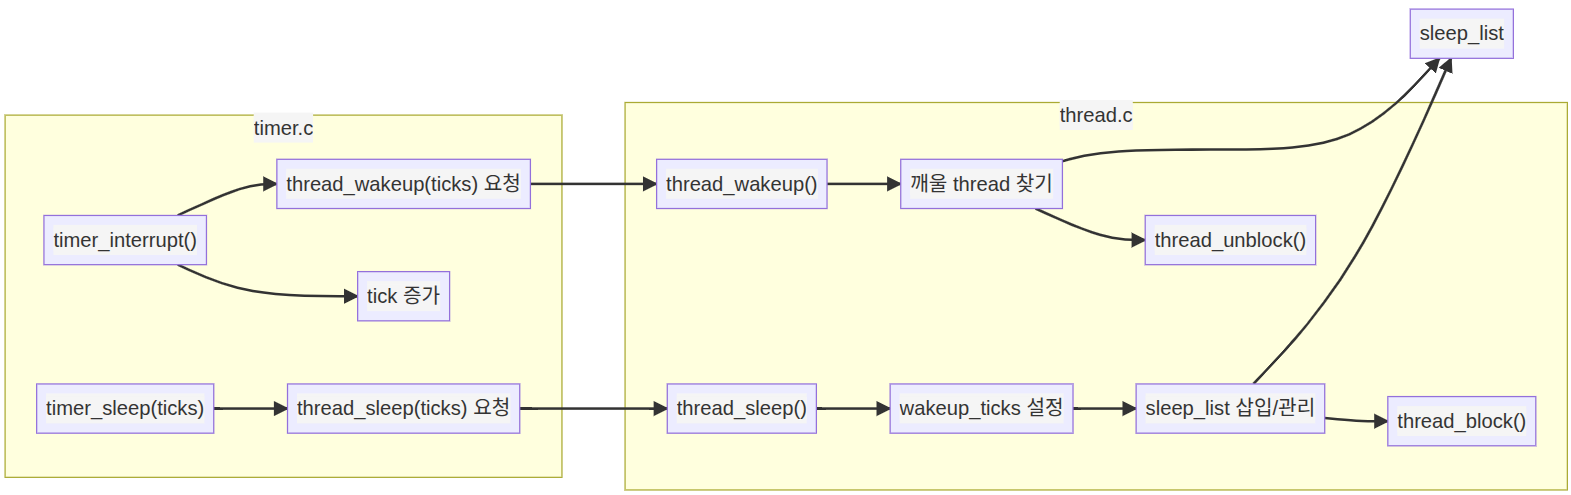 sleep_list
timer.c
thread.c
thread_wakeup(ticks) 요청
thread_wakeup()
깨울 thread 찾기
timer_interrupt()
thread_unblock()
tick 증가
timer_sleep(ticks)
thread_sleep(ticks) 요청
thread_sleep()
wakeup_ticks 설정
sleep_list 삽입/관리
thread_block()